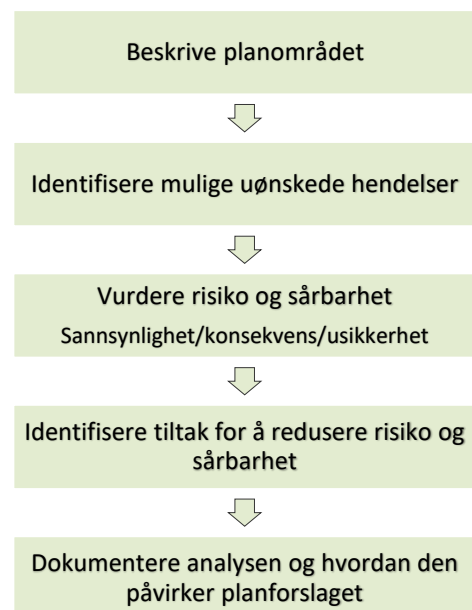 Beskrive planområdet
Identifisere mulige uønskede hendelser
Vurdere risiko og sårbarhet
Sannsynlighet/konsekvens/usikkerhet
Identifisere tiltak for å redusere risiko og
sårbarhet
Dokumentere analysen og hvordan den
påvirker planforslaget